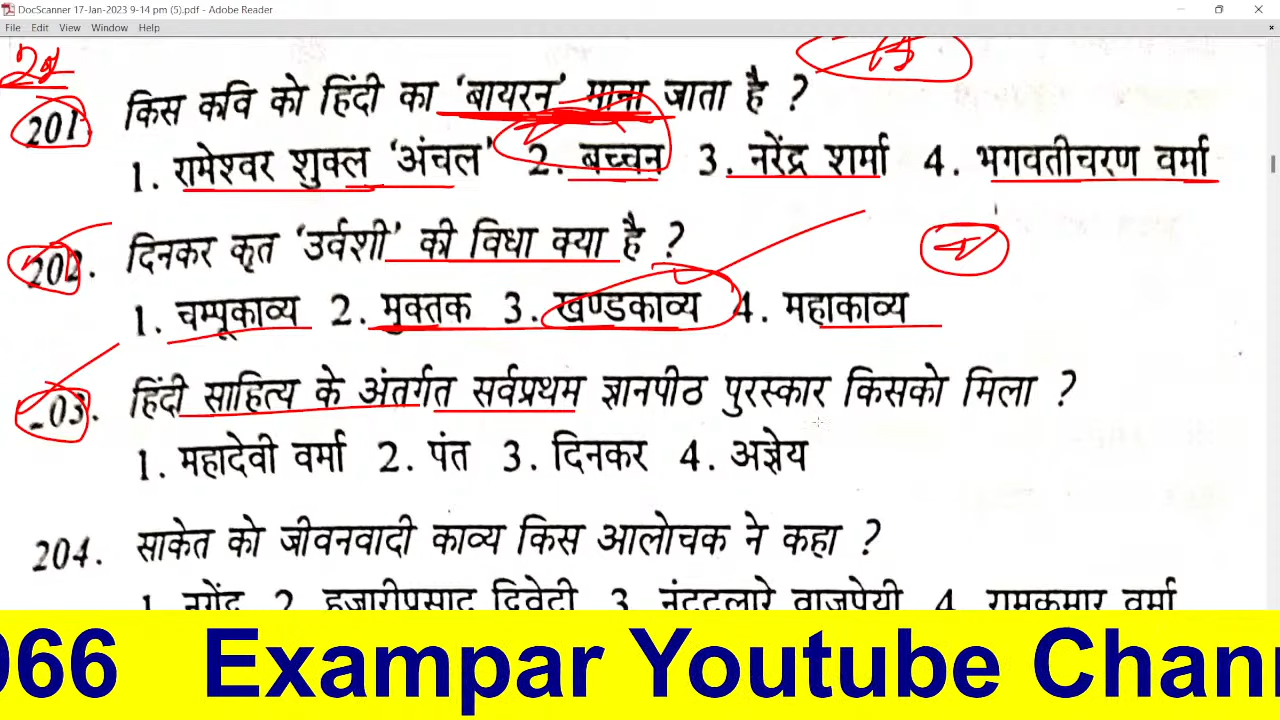 DocScanner 17-Jan-2023 9-14 pm (5).pdf - Adobe Reader
File Edit View Window Help
201. किस कवि को हिंदी का 'बायरन' माना जाता है ?
1. रामेश्वर शुक्ल 'अंचल' 2. बच्चन 3. नरेंद्र शर्मा 4. भगवतीचरण वर्मा
202. दिनकर कृत 'उर्वशी' की विधा क्या है ?
1. चम्पूकाव्य 2. मुक्तक 3. खण्डकाव्य 4. महाकाव्य
03. हिंदी साहित्य के अंतर्गत सर्वप्रथम ज्ञानपीठ पुरस्कार किसको मिला ?
1. महादेवी वर्मा 2. पंत 3. दिनकर 4. अज्ञेय
204. साकेत को जीवनवादी काव्य किस आलोचक ने कहा ?
1. नगेंद्र 2. हजारीप्रसाद द्विवेदी 3. नंददुलारे वाजपेयी 4. रामकुमार वर्मा
066 Exampar Youtube Chan